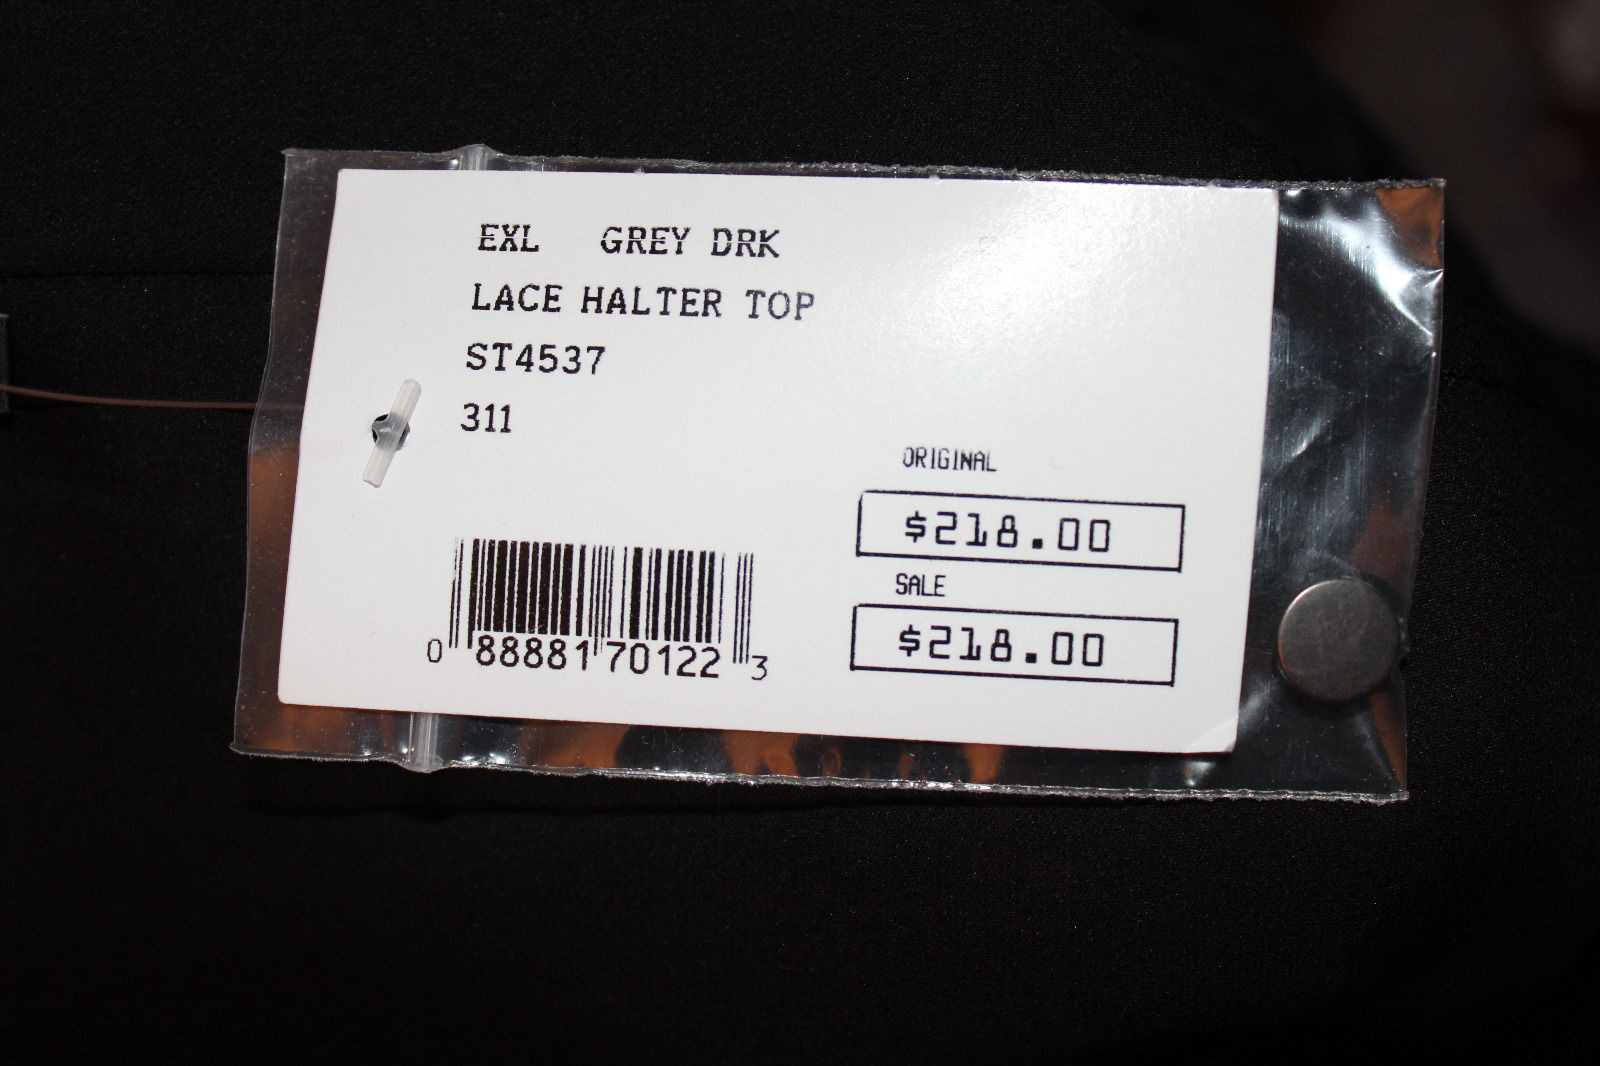 EXL GREY DRK
LACE HALTER TOP
ST4537
311
ORIGINAL
$218.00
SALE
$218.00
0 88881 70122 3